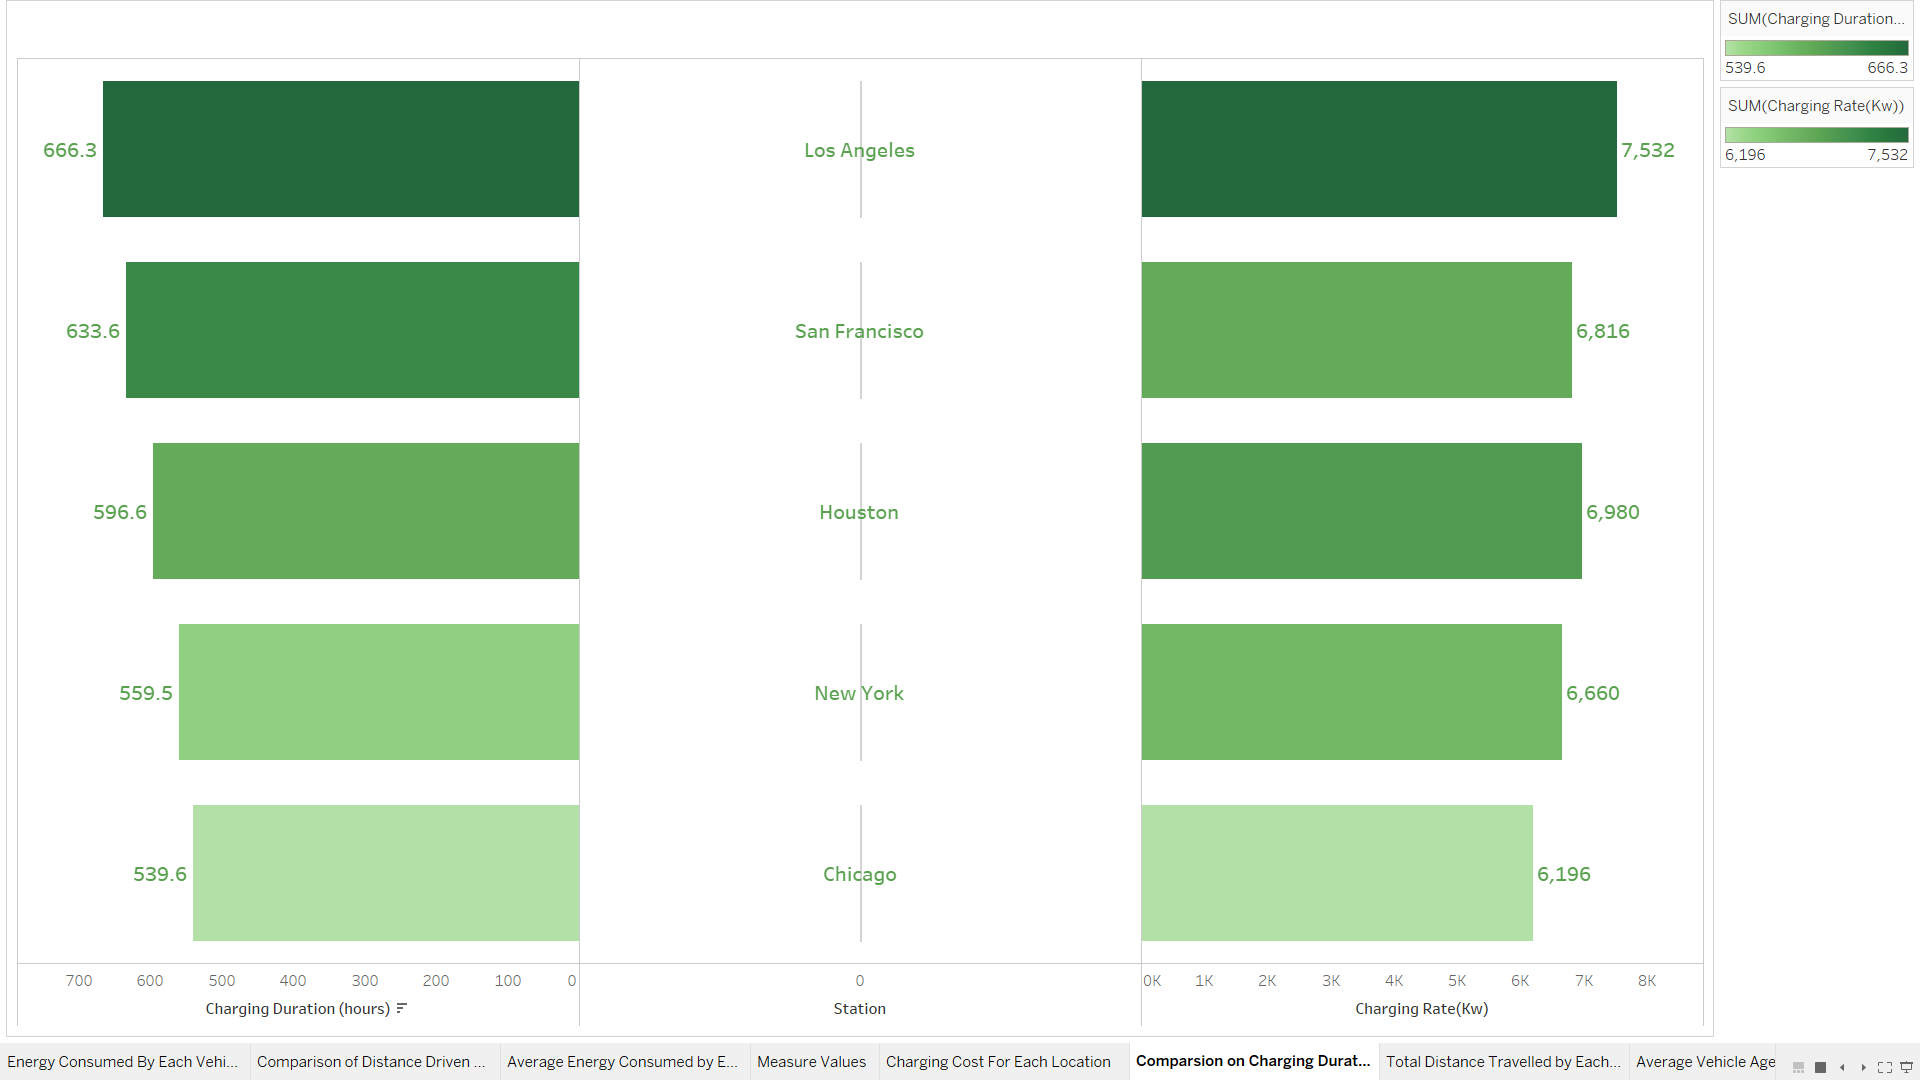 SUM(Charging Duration...
539.6 666.3
SUM(Charging Rate(Kw))
6,196 7,532
666.3 Los Angeles 7,532
633.6 San Francisco 6,816
596.6 Houston 6,980
559.5 New York 6,660
539.6 Chicago 6,196
700 600 500 400 300 200 100 0 0 0K 1K 2K 3K 4K 5K 6K 7K 8K
Charging Duration (hours) Station Charging Rate(Kw)
Energy Consumed By Each Vehi... Comparison of Distance Driven ... Average Energy Consumed by E... Measure Values Charging Cost For Each Location Comparsion on Charging Durat... Total Distance Travelled by Each... Average Vehicle Age